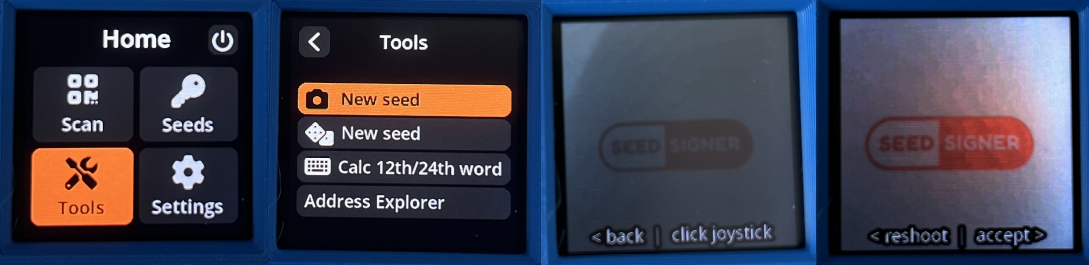 Home
Scan
Seeds
Tools
Settings
Tools
New seed
New seed
Calc 12th/24th word
Address Explorer
SEED SIGNER
< back | click joystick
SEED SIGNER
< reshoot | accept >